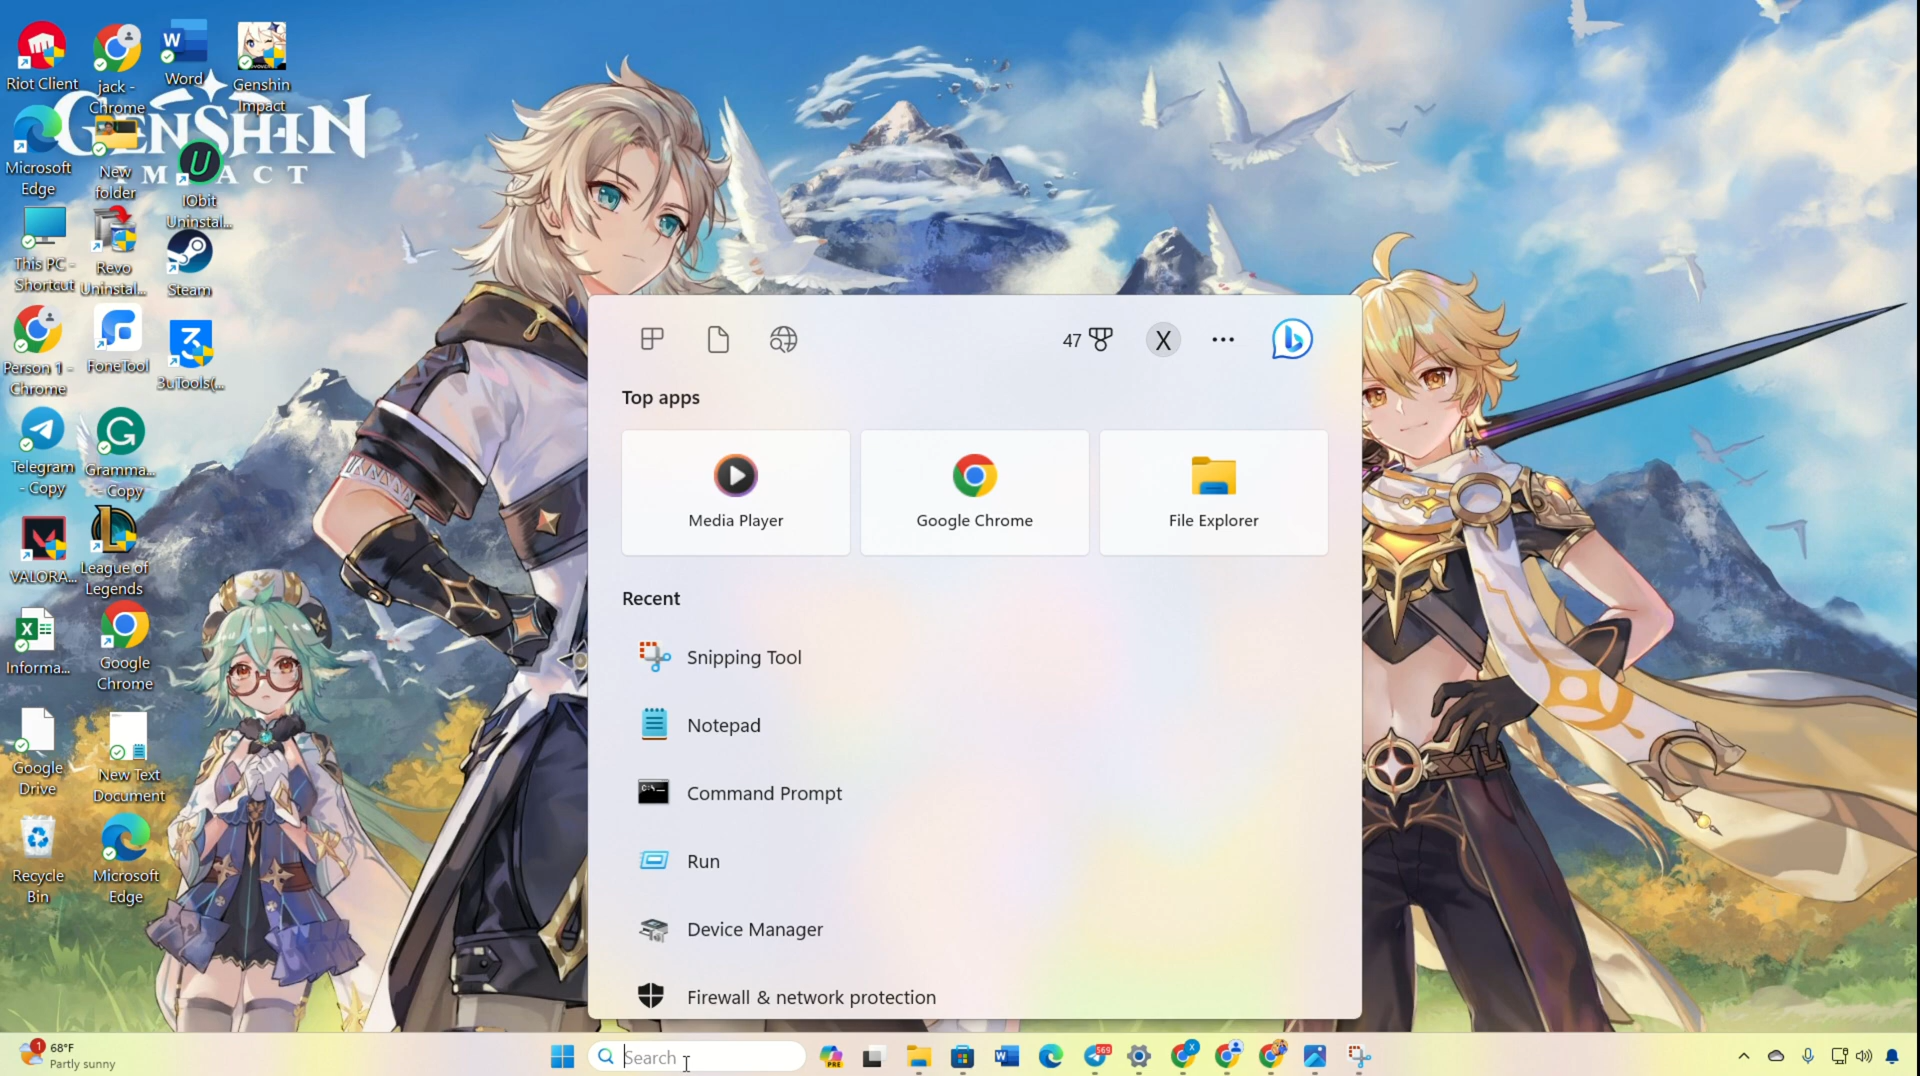 Riot Client
jack -
Chrome
Word
Genshin
Impact
GENSHIN
IMPACT
Microsoft
Edge
New
folder
IObit
Uninstal...
This PC -
Shortcut
Revo
Uninstal...
Steam
Person 1 -
Chrome
FoneTool
3uTools(...
Telegram
- Copy
Gramma...
- Copy
VALORA...
League of
Legends
Informa...
Google
Chrome
Google
Drive
New Text
Document
Recycle
Bin
Microsoft
Edge
47
X
Top apps
Media Player
Google Chrome
File Explorer
Recent
Snipping Tool
Notepad
Command Prompt
Run
Device Manager
Firewall & network protection
1
68°F
Partly sunny
Search
PRE
569